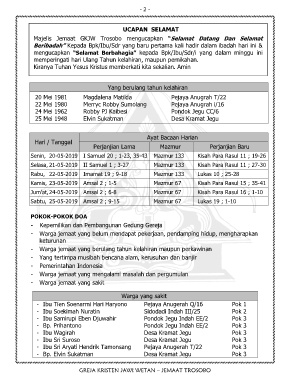 - 2 -
UCAPAN SELAMAT
Majelis Jemaat GKJW Trosobo mengucapkan "Selamat Datang Dan Selamat
Beribadah" Kepada Bpk/Ibu/Sdr yang baru pertama kali hadir dalam ibadah hari ini &
mengucapkan "Selamat Berbahagia" kepada Bpk/Ibu/Sdr/i yang dalam minggu ini
memperingati hari Ulang Tahun Kelahiran, maupun pernikahan.
Kiranya Tuhan Yesus Kristus memberkati kita sekalian. Amin
Yang berulang tahun kelahiran
20 Mei 1981 Magdalena Matilda Pejaya Anugrah T/22
22 Mei 1980 Merryc Robby Sumolang Pejaya Anugrah I/16
24 Mei 1962 Robby PJ Kalibesi Pondok Jegu CC/6
25 Mei 1948 Elvin Sukatman Desa Kramat Jegu
Hari / Tanggal Ayat Bacaan Harian
Perjanjian Lama Mazmur Perjanjian Baru
Senin, 20-05-2019 I Samuel 20 ; 1-23, 35-43 Mazmur 133 Kisah Para Rasul 11 ; 19-26
Selasa, 21-05-2019 II Samuel 1 ; 3-27 Mazmur 133 Kisah Para Rasul 11 ; 27-30
Rabu, 22-05-2019 Imamat 19 ; 9-18 Mazmur 133 Lukas 10 ; 25-28
Kamis, 23-05-2019 Amsal 2 ; 1-5 Mazmur 67 Kisah Para Rasul 15 ; 35-41
Jum'at, 24-05-2019 Amsal 2 ; 6-8 Mazmur 67 Kisah Para Rasul 16 ; 1-10
Sabtu, 25-05-2019 Amsal 2 ; 9-15 Mazmur 67 Lukas 19 ; 1-10
POKOK-POKOK DOA
- Kepemilikan dan Pembangunan Gedung Gereja
- Warga jemaat yang belum mendapat pekerjaan, pendamping hidup, mengharapkan
keturunan
- Warga jemaat yang berulang tahun kelahiran maupun perkawinan
- Yang tertimpa musibah bencana alam, kerusuhan dan banjir
- Pemerintahan Indonesia
- Warga jemaat yang mengalami masalah dan pergumulan
- Warga jemaat yang sakit
Warga yang sakit
- Ibu Tien Soenarmi Hari Haryono Pejaya Anugerah Q/16 Pok 1
- Ibu Soekimah Nuratin Sidodadi Indah III/25 Pok 2
- Ibu Samirupi Eben Djuwahir Pondok Jegu Indah EE/2 Pok 3
- Bp. Prihantono Pondok Jegu Indah EE/2 Pok 3
- Ibu Wagirah Desa Kramat Jegu Pok 3
- Ibu Sri Suroso Desa Kramat Jegu Pok 3
- Ibu Sri Aryati Hendrik Tamonsang Pejaya Anugerah T/22 Pok 3
- Bp. Elvin Sukatman Desa Kramat Jegu Pok 3
GREJA KRISTEN JAWI WETAN - JEMAAT TROSOBO